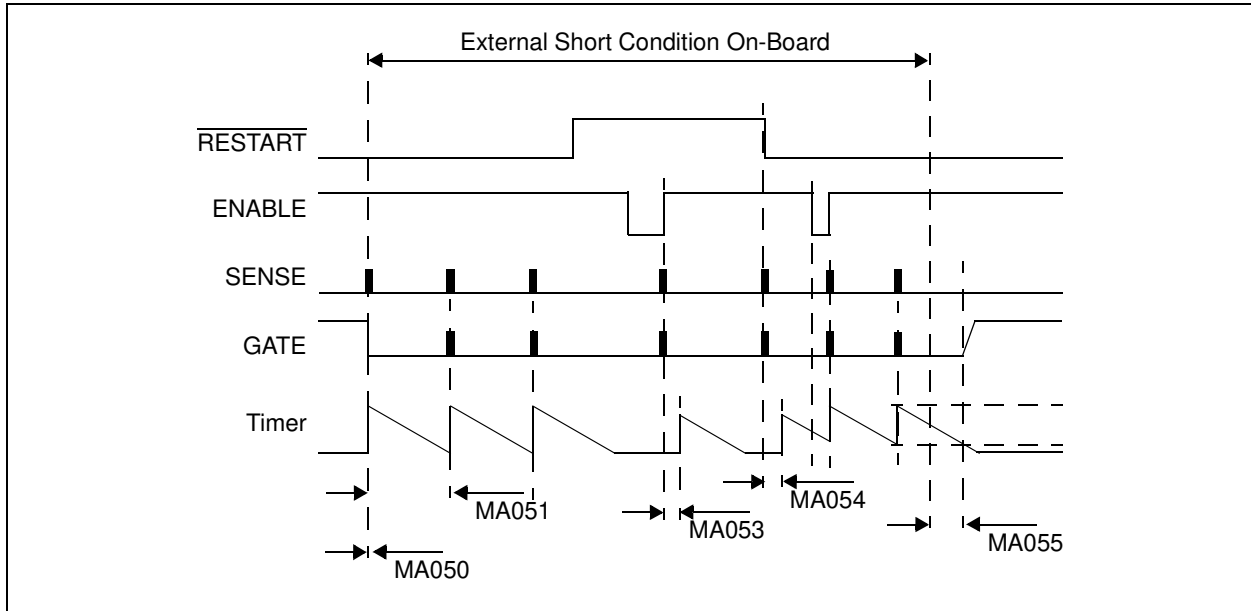 External Short Condition On-Board
RESTART
ENABLE
SENSE
GATE
Timer
MA051
MA054
MA053
MA055
MA050